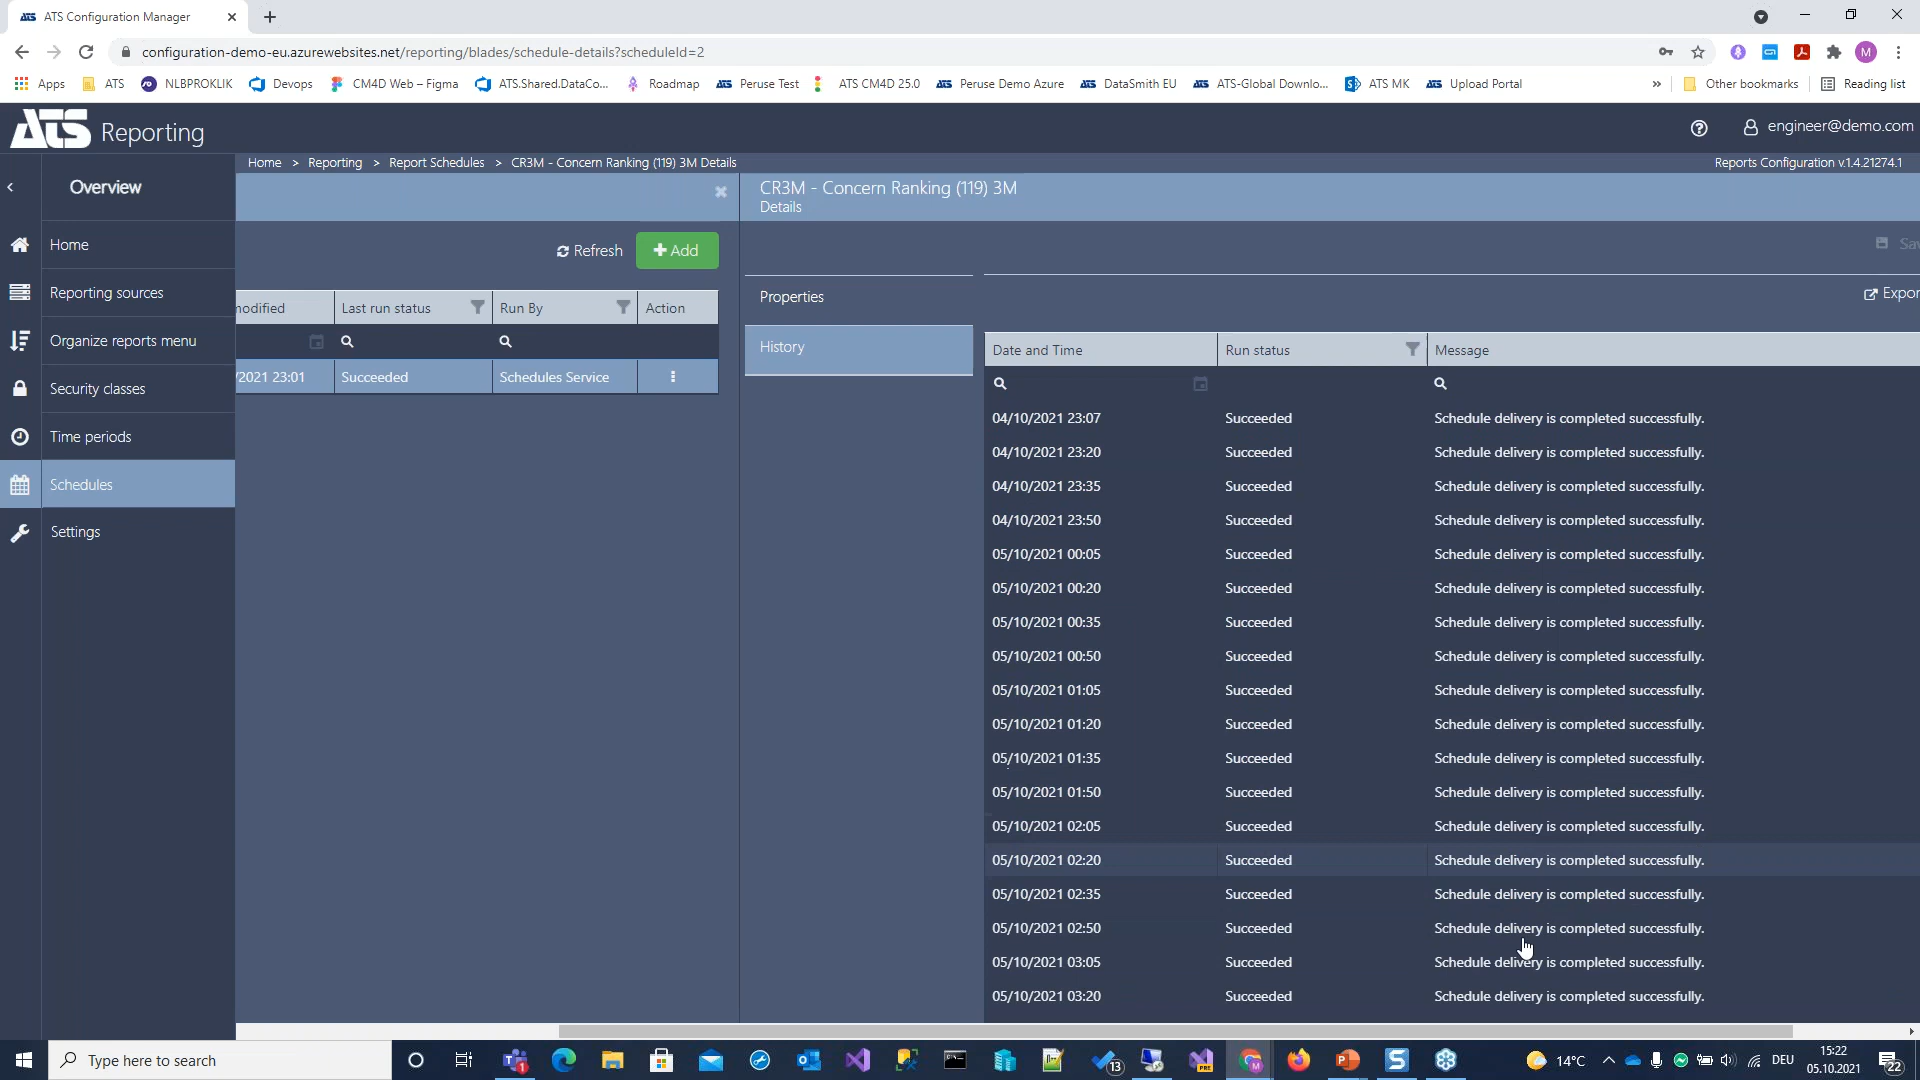 ATS Configuration Manager
configuration-demo-eu.azurewebsites.net/reporting/blades/schedule-details?scheduleId=2
Apps ATS NLBPROKLIK Devops CM4D Web – Figma ATS.Shared.DataCo... Roadmap Peruse Test ATS CM4D 25.0 Peruse Demo Azure DataSmith EU ATS-Global Downlo... ATS MK Upload Portal » Other bookmarks Reading list
ATS Reporting engineer@demo.com
Home > Reporting > Report Schedules > CR3M - Concern Ranking (119) 3M Details Reports Configuration v.1.4.21274.1
Overview
Home
Reporting sources
Organize reports menu
Security classes
Time periods
Schedules
Settings
Refresh + Add
modified Last run status Run By Action
/2021 23:01 Succeeded Schedules Service
CR3M - Concern Ranking (119) 3M
Details
Sav
Properties
History
Expor
Date and Time Run status Message
04/10/2021 23:07 Succeeded Schedule delivery is completed successfully.
04/10/2021 23:20 Succeeded Schedule delivery is completed successfully.
04/10/2021 23:35 Succeeded Schedule delivery is completed successfully.
04/10/2021 23:50 Succeeded Schedule delivery is completed successfully.
05/10/2021 00:05 Succeeded Schedule delivery is completed successfully.
05/10/2021 00:20 Succeeded Schedule delivery is completed successfully.
05/10/2021 00:35 Succeeded Schedule delivery is completed successfully.
05/10/2021 00:50 Succeeded Schedule delivery is completed successfully.
05/10/2021 01:05 Succeeded Schedule delivery is completed successfully.
05/10/2021 01:20 Succeeded Schedule delivery is completed successfully.
05/10/2021 01:35 Succeeded Schedule delivery is completed successfully.
05/10/2021 01:50 Succeeded Schedule delivery is completed successfully.
05/10/2021 02:05 Succeeded Schedule delivery is completed successfully.
05/10/2021 02:20 Succeeded Schedule delivery is completed successfully.
05/10/2021 02:35 Succeeded Schedule delivery is completed successfully.
05/10/2021 02:50 Succeeded Schedule delivery is completed successfully.
05/10/2021 03:05 Succeeded Schedule delivery is completed successfully.
05/10/2021 03:20 Succeeded Schedule delivery is completed successfully.
Type here to search 13 14°C DEU 15:22 22
05.10.2021